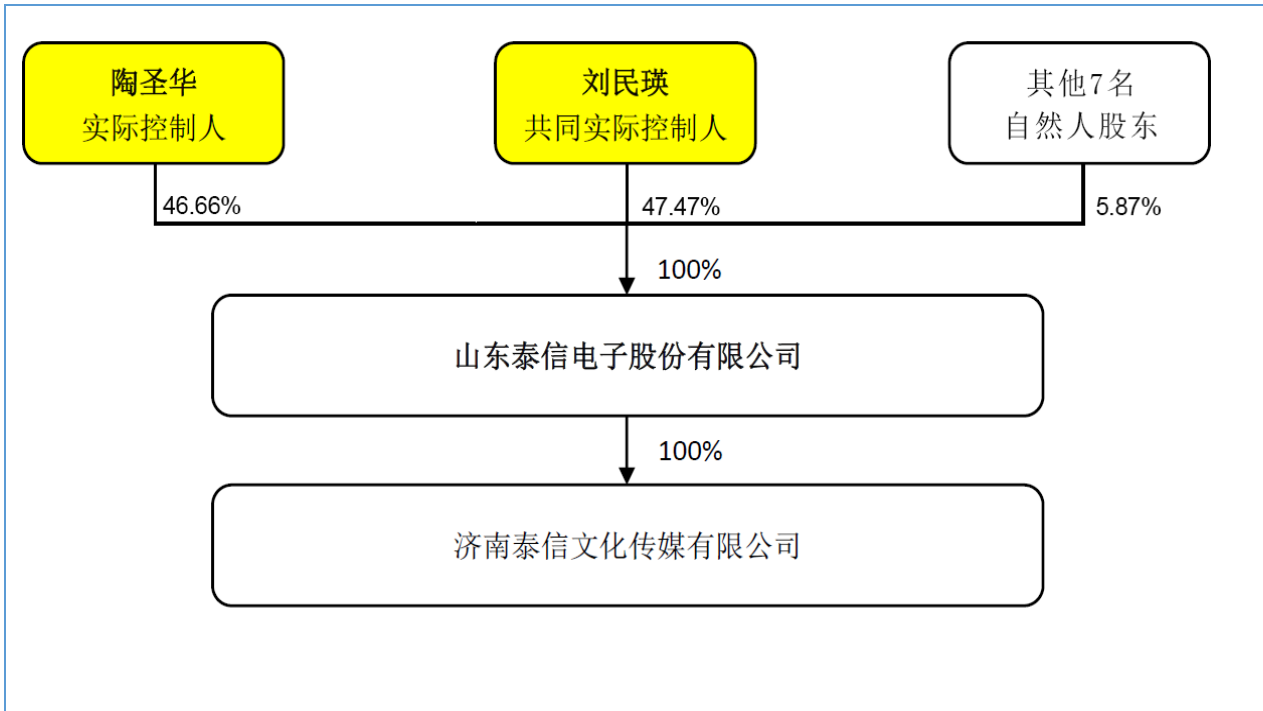 陶圣华
实际控制人
刘民瑛
共同实际控制人
其他7名
自然人股东
46.66%
47.47%
5.87%
100%
山东泰信电子股份有限公司
100%
济南泰信文化传媒有限公司